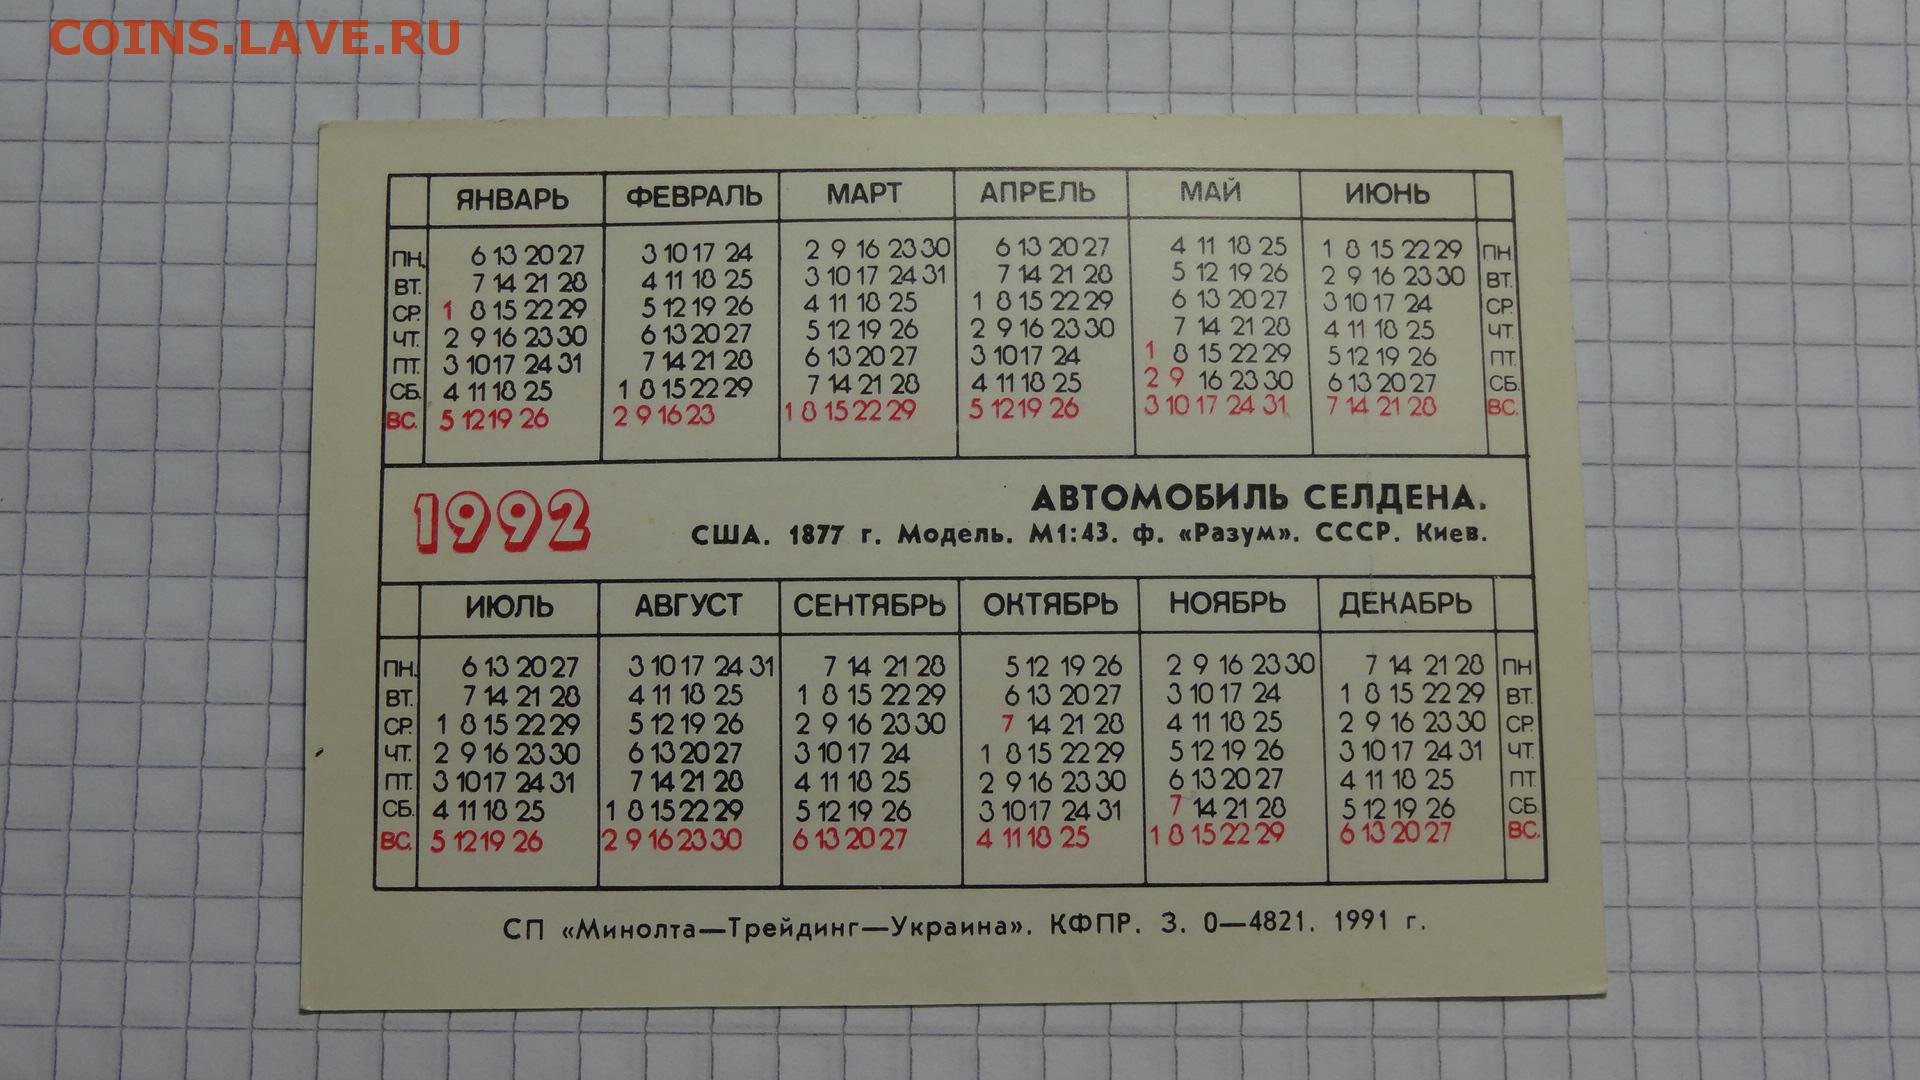 COINS.LAVE.RU
ЯНВАРЬ ФЕВРАЛЬ МАРТ АПРЕЛЬ МАЙ ИЮНЬ
ПН. 6 13 20 27 3 10 17 24 2 9 16 23 30 6 13 20 27 4 11 18 25 1 8 15 22 29 ПН.
ВТ. 7 14 21 28 4 11 18 25 3 10 17 24 31 7 14 21 28 5 12 19 26 2 9 16 23 30 ВТ.
СР. 1 8 15 22 29 5 12 19 26 4 11 18 25 1 8 15 22 29 6 13 20 27 3 10 17 24 СР.
ЧТ. 2 9 16 23 30 6 13 20 27 5 12 19 26 2 9 16 23 30 7 14 21 28 4 11 18 25 ЧТ.
ПТ. 3 10 17 24 31 7 14 21 28 6 13 20 27 3 10 17 24 1 8 15 22 29 5 12 19 26 ПТ.
СБ. 4 11 18 25 1 8 15 22 29 7 14 21 28 4 11 18 25 2 9 16 23 30 6 13 20 27 СБ.
ВС. 5 12 19 26 2 9 16 23 1 8 15 22 29 5 12 19 26 3 10 17 24 31 7 14 21 28 ВС.
1992
АВТОМОБИЛЬ СЕЛДЕНА.
США. 1877 г. Модель. М1:43. ф. «Разум». СССР. Киев.
ИЮЛЬ АВГУСТ СЕНТЯБРЬ ОКТЯБРЬ НОЯБРЬ ДЕКАБРЬ
ПН. 6 13 20 27 3 10 17 24 31 7 14 21 28 5 12 19 26 2 9 16 23 30 7 14 21 28 ПН.
ВТ. 7 14 21 28 4 11 18 25 1 8 15 22 29 6 13 20 27 3 10 17 24 1 8 15 22 29 ВТ.
СР. 1 8 15 22 29 5 12 19 26 2 9 16 23 30 7 14 21 28 4 11 18 25 2 9 16 23 30 СР.
ЧТ. 2 9 16 23 30 6 13 20 27 3 10 17 24 1 8 15 22 29 5 12 19 26 3 10 17 24 31 ЧТ.
ПТ. 3 10 17 24 31 7 14 21 28 4 11 18 25 2 9 16 23 30 6 13 20 27 4 11 18 25 ПТ.
СБ. 4 11 18 25 1 8 15 22 29 5 12 19 26 3 10 17 24 31 7 14 21 28 5 12 19 26 СБ.
ВС. 5 12 19 26 2 9 16 23 30 6 13 20 27 4 11 18 25 1 8 15 22 29 6 13 20 27 ВС.
СП «Минолта—Трейдинг—Украина». КФПР. З. 0—4821. 1991 г.